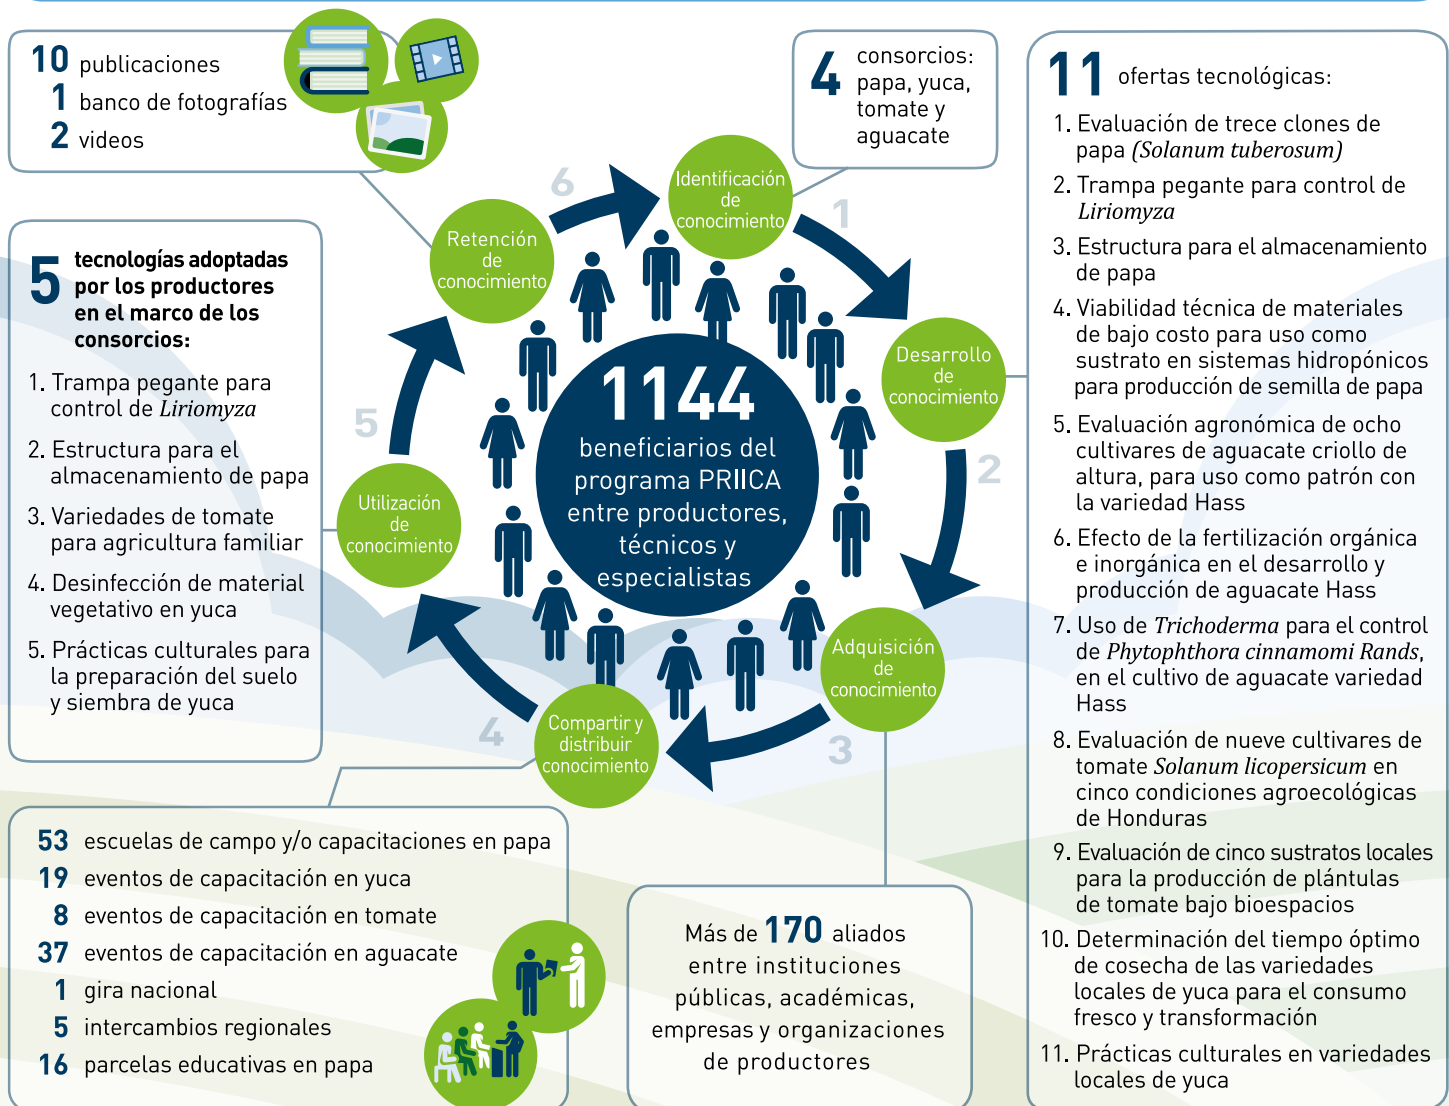 10 publicaciones
1 banco de fotografías
2 videos
4 consorcios:
papa, yuca,
tomate y
aguacate
11 ofertas tecnológicas:
1. Evaluación de trece clones de
papa (Solanum tuberosum)
2. Trampa pegante para control de
Liriomyza
3. Estructura para el almacenamiento
de papa
4. Viabilidad técnica de materiales
de bajo costo para uso como
sustrato en sistemas hidropónicos
para producción de semilla de papa
5. Evaluación agronómica de ocho
cultivares de aguacate criollo de
altura, para uso como patrón con
la variedad Hass
6. Efecto de la fertilización orgánica
e inorgánica en el desarrollo y
producción de aguacate Hass
7. Uso de Trichoderma para el control
de Phytophthora cinnamomi Rands,
en el cultivo de aguacate variedad
Hass
8. Evaluación de nueve cultivares de
tomate Solanum licopersicum en
cinco condiciones agroecológicas
de Honduras
9. Evaluación de cinco sustratos locales
para la producción de plántulas
de tomate bajo bioespacios
10. Determinación del tiempo óptimo
de cosecha de las variedades
locales de yuca para el consumo
fresco y transformación
11. Prácticas culturales en variedades
locales de yuca
5 tecnologías adoptadas
por los productores
en el marco de los
consorcios:
1. Trampa pegante para
control de Liriomyza
2. Estructura para el
almacenamiento de papa
3. Variedades de tomate
para agricultura familiar
4. Desinfección de material
vegetativo en yuca
5. Prácticas culturales para
la preparación del suelo
y siembra de yuca
Identificación
de
conocimiento
1
Desarrollo
de
conocimiento
2
Adquisición
de
conocimiento
3
Compartir y
distribuir
conocimiento
4
Utilización
de
conocimiento
5
Retención
de
conocimiento
6
1144
beneficiarios del
programa PRIICA
entre productores,
técnicos y
especialistas
53 escuelas de campo y/o capacitaciones en papa
19 eventos de capacitación en yuca
8 eventos de capacitación en tomate
37 eventos de capacitación en aguacate
1 gira nacional
5 intercambios regionales
16 parcelas educativas en papa
Más de 170 aliados
entre instituciones
públicas, académicas,
empresas y organizaciones
de productores